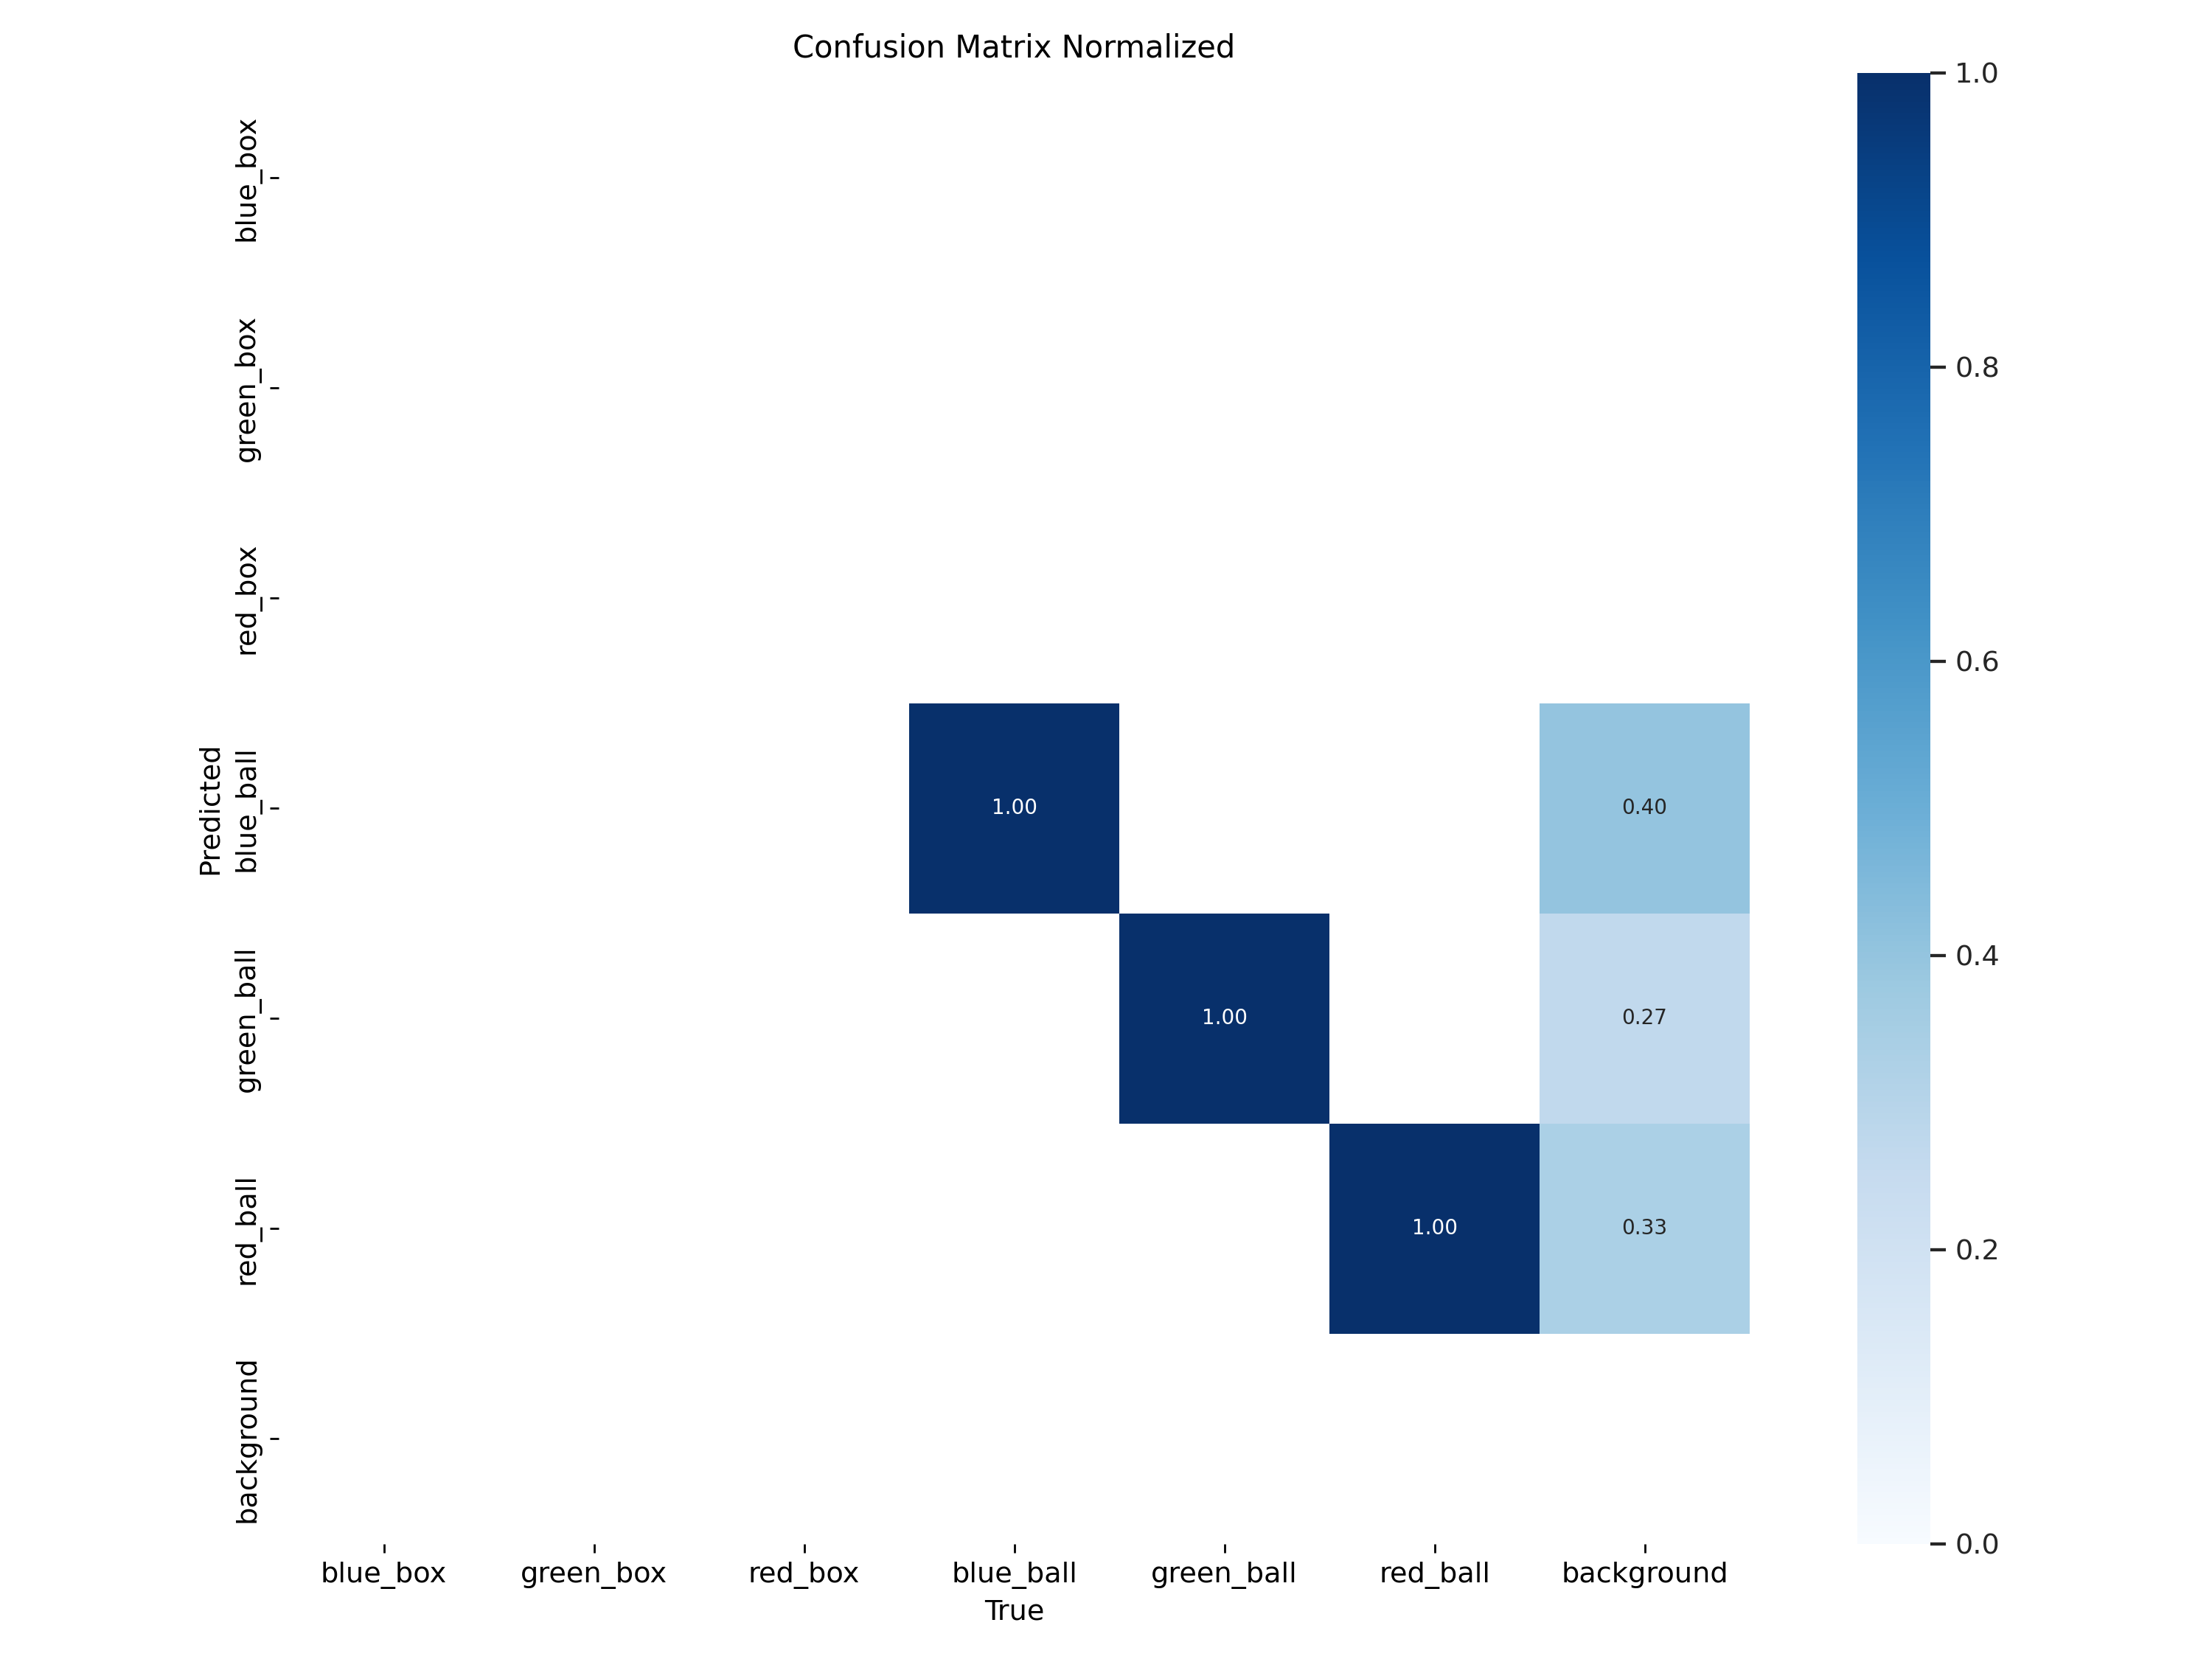 Confusion Matrix Normalized
Predicted
blue_box
green_box
red_box
blue_ball
1.00
0.40
green_ball
1.00
0.27
red_ball
1.00
0.33
background
blue_box
green_box
red_box
blue_ball
green_ball
red_ball
background
True
1.0
0.8
0.6
0.4
0.2
0.0